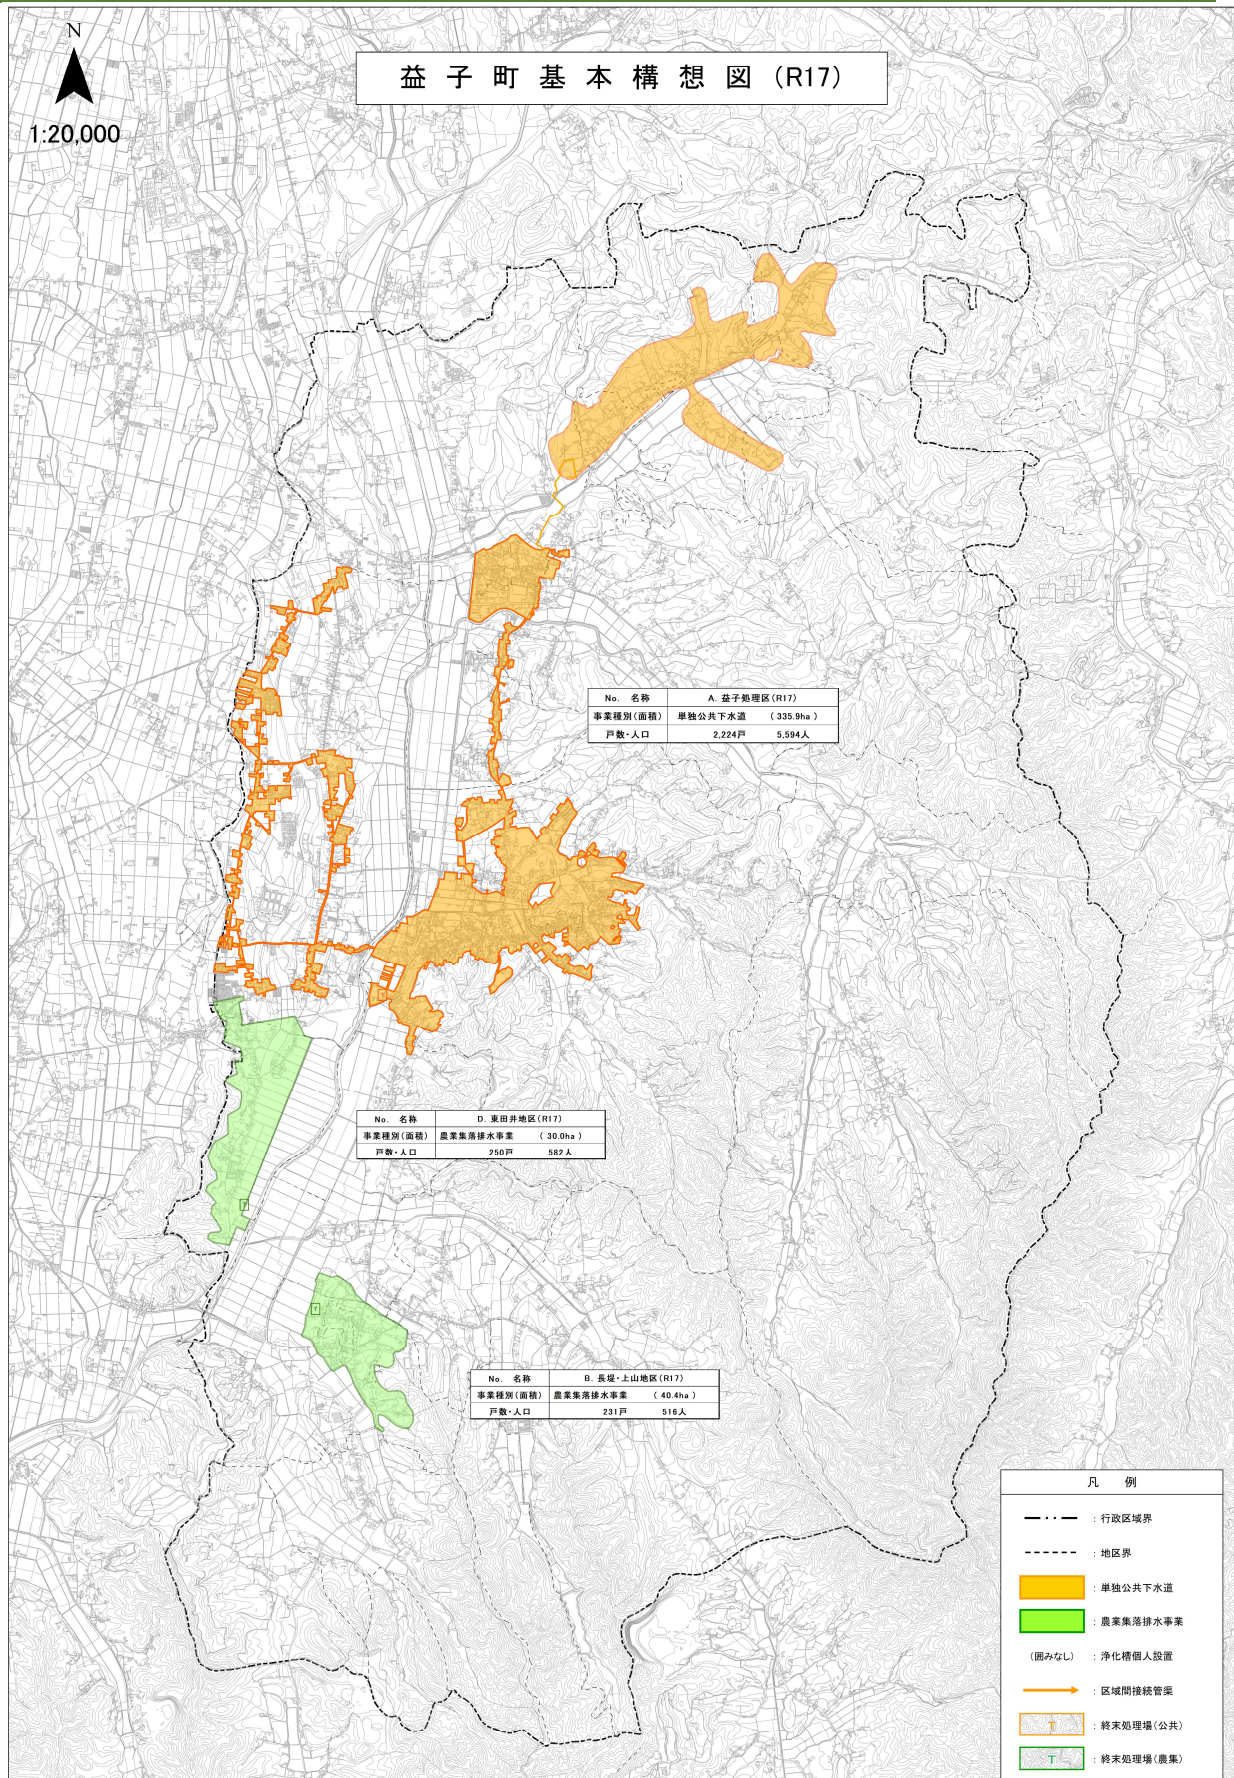 N
1:20,000
益子町基本構想図(R17)
No. 名称 A. 益子処理区(R17)
事業種別(面積) 単独公共下水道 (335.9ha)
戸数・人口 2,224戸 5,594人
No. 名称 D. 東田井地区(R17)
事業種別(面積) 農業集落排水事業 (30.0ha)
戸数・人口 250戸 582人
No. 名称 B. 長堤・上山地区(R17)
事業種別(面積) 農業集落排水事業 (40.4ha)
戸数・人口 231戸 516人
凡 例
:行政区域界
:地区界
:単独公共下水道
:農業集落排水事業
(囲みなし) :浄化槽個人設置
:区域間接続管渠
T :終末処理場(公共)
T :終末処理場(農集)